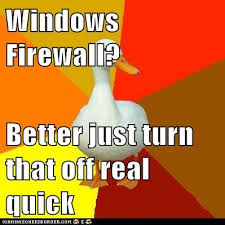 Windows
Firewall?
Better just turn
that off real
quick